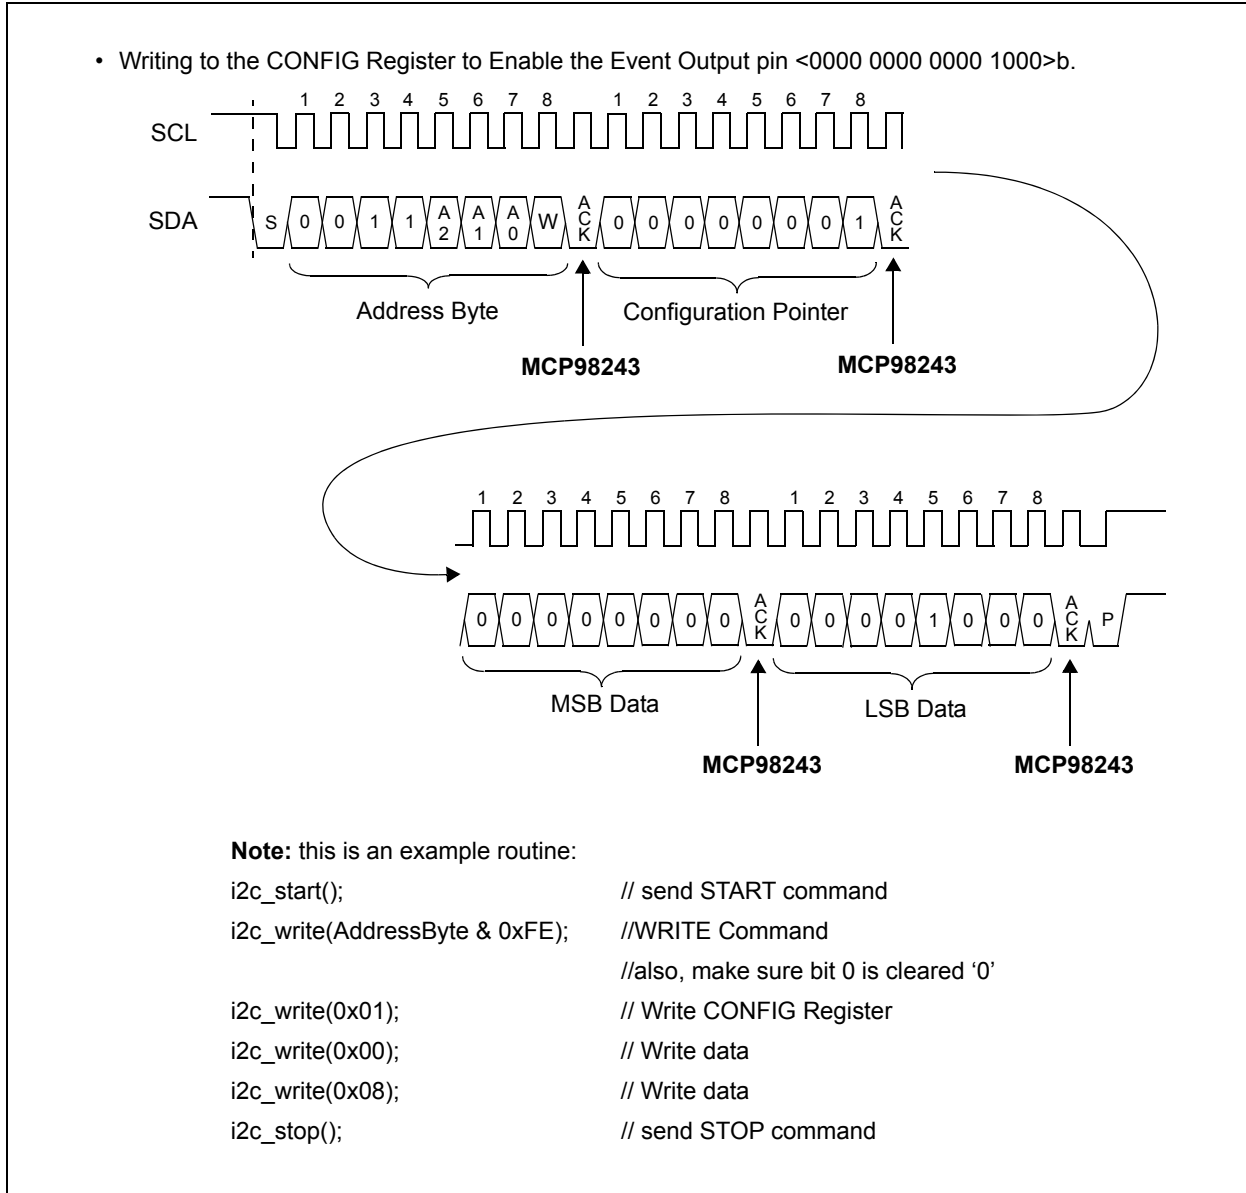 • Writing to the CONFIG Register to Enable the Event Output pin <0000 0000 0000 1000>b.
1 2 3 4 5 6 7 8 1 2 3 4 5 6 7 8
SCL
SDA S 0 0 1 1 A2 A1 A0 W ACK 0 0 0 0 0 0 0 1 ACK
Address Byte Configuration Pointer
MCP98243 MCP98243
1 2 3 4 5 6 7 8 1 2 3 4 5 6 7 8
0 0 0 0 0 0 0 0 ACK 0 0 0 0 1 0 0 0 ACK P
MSB Data LSB Data
MCP98243 MCP98243
Note: this is an example routine:
i2c_start(); // send START command
i2c_write(AddressByte & 0xFE); //WRITE Command
//also, make sure bit 0 is cleared ‘0’
i2c_write(0x01); // Write CONFIG Register
i2c_write(0x00); // Write data
i2c_write(0x08); // Write data
i2c_stop(); // send STOP command